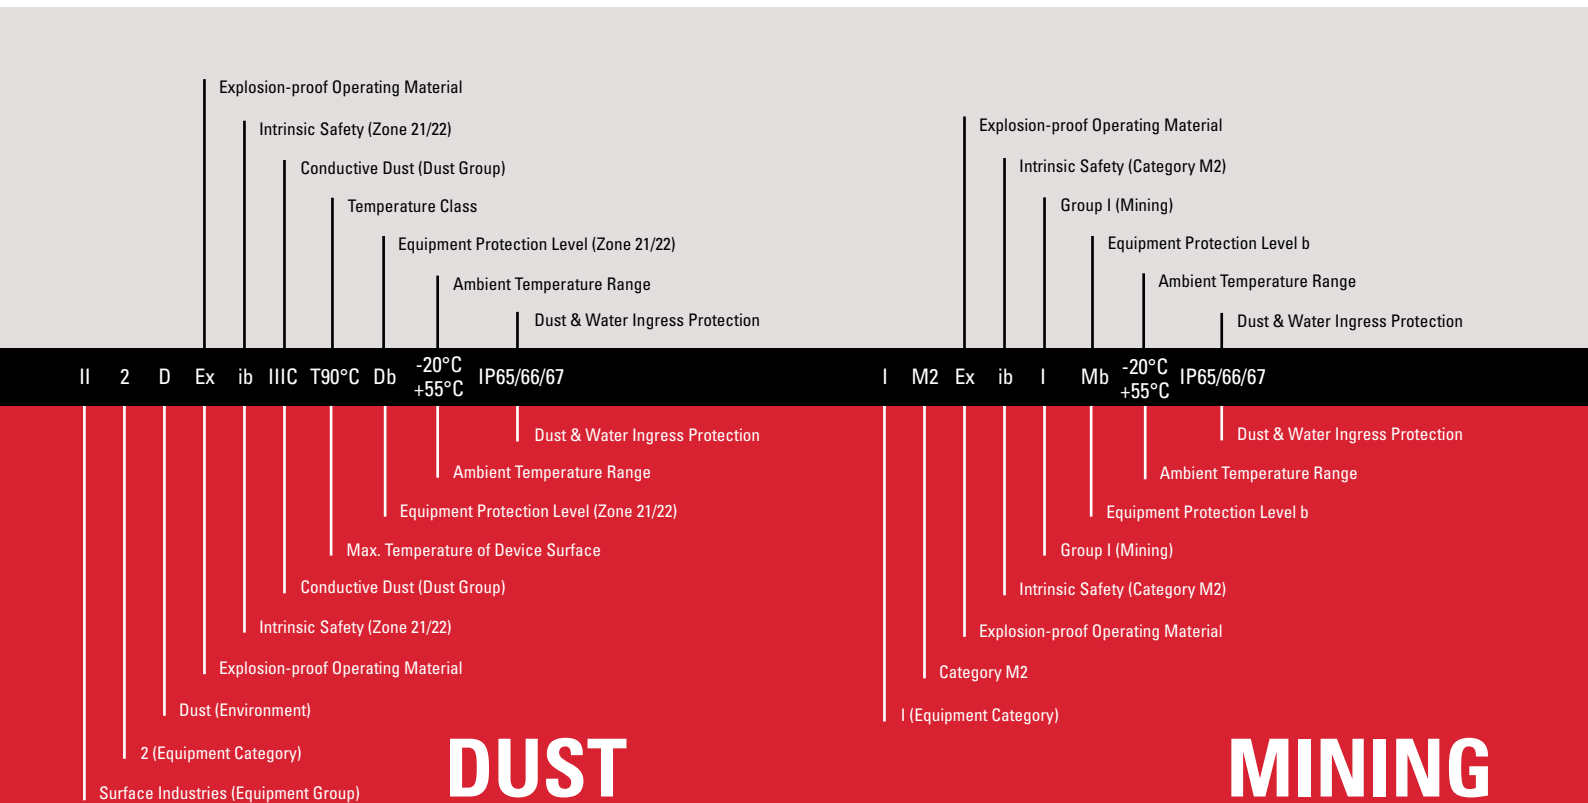 Explosion-proof Operating Material
Intrinsic Safety (Zone 21/22)
Conductive Dust (Dust Group)
Temperature Class
Equipment Protection Level (Zone 21/22)
Ambient Temperature Range
Dust & Water Ingress Protection
II 2 D Ex ib IIIC T90°C Db -20°C +55°C IP65/66/67
Dust & Water Ingress Protection
Ambient Temperature Range
Equipment Protection Level (Zone 21/22)
Max. Temperature of Device Surface
Conductive Dust (Dust Group)
Intrinsic Safety (Zone 21/22)
Explosion-proof Operating Material
Dust (Environment)
2 (Equipment Category)
Surface Industries (Equipment Group)
DUST
Explosion-proof Operating Material
Intrinsic Safety (Category M2)
Group I (Mining)
Equipment Protection Level b
Ambient Temperature Range
Dust & Water Ingress Protection
I M2 Ex ib I Mb -20°C +55°C IP65/66/67
Dust & Water Ingress Protection
Ambient Temperature Range
Equipment Protection Level b
Group I (Mining)
Intrinsic Safety (Category M2)
Explosion-proof Operating Material
Category M2
I (Equipment Category)
MINING